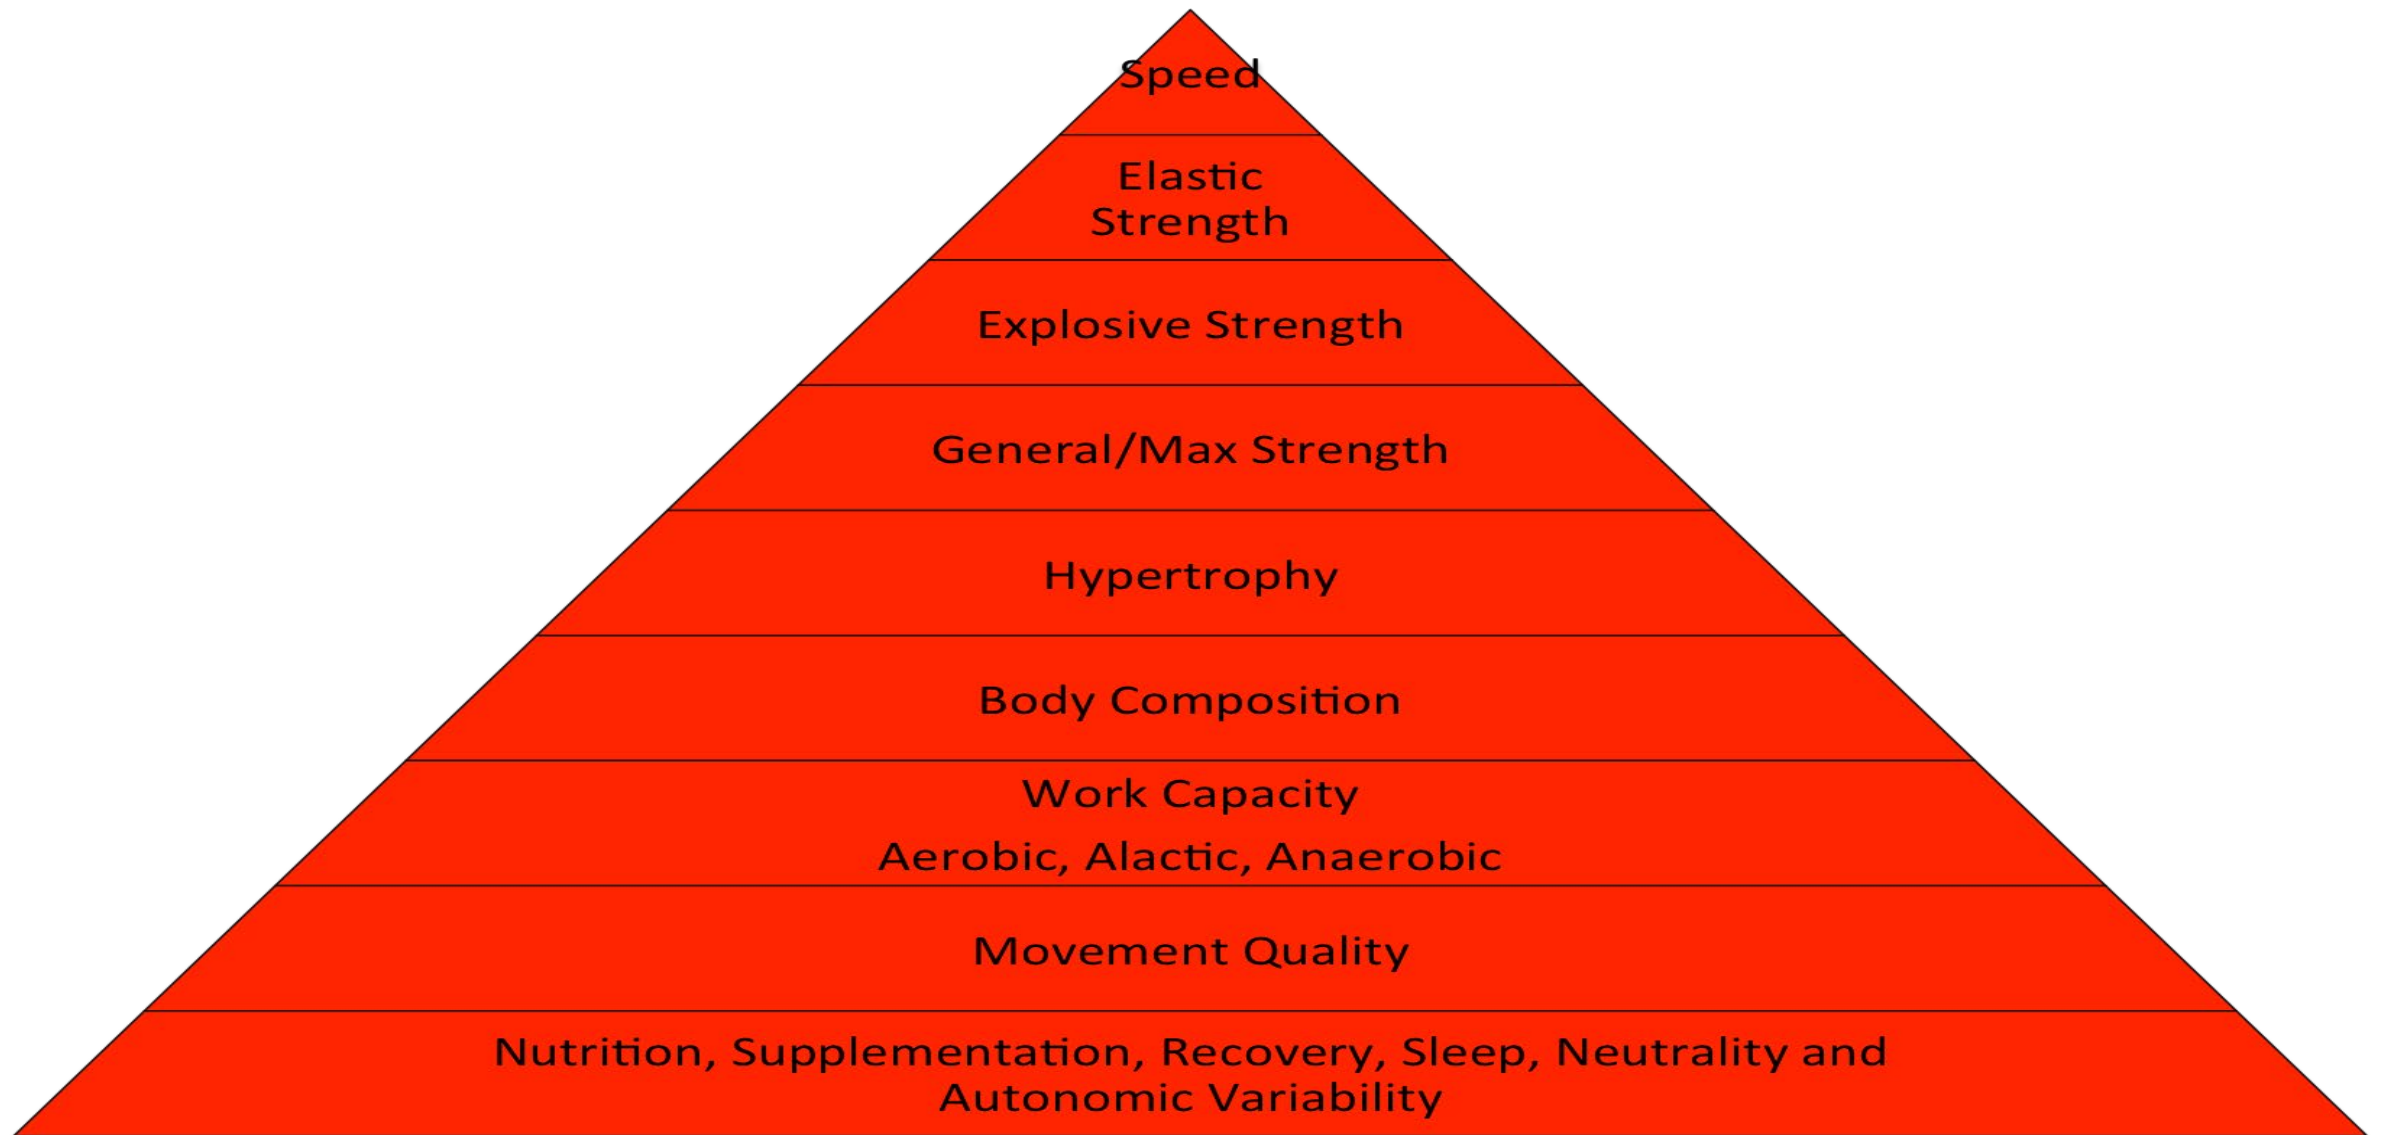 Speed
Elastic
Strength
Explosive Strength
General/Max Strength
Hypertrophy
Body Composition
Work Capacity
Aerobic, Alactic, Anaerobic
Movement Quality
Nutrition, Supplementation, Recovery, Sleep, Neutrality and
Autonomic Variability